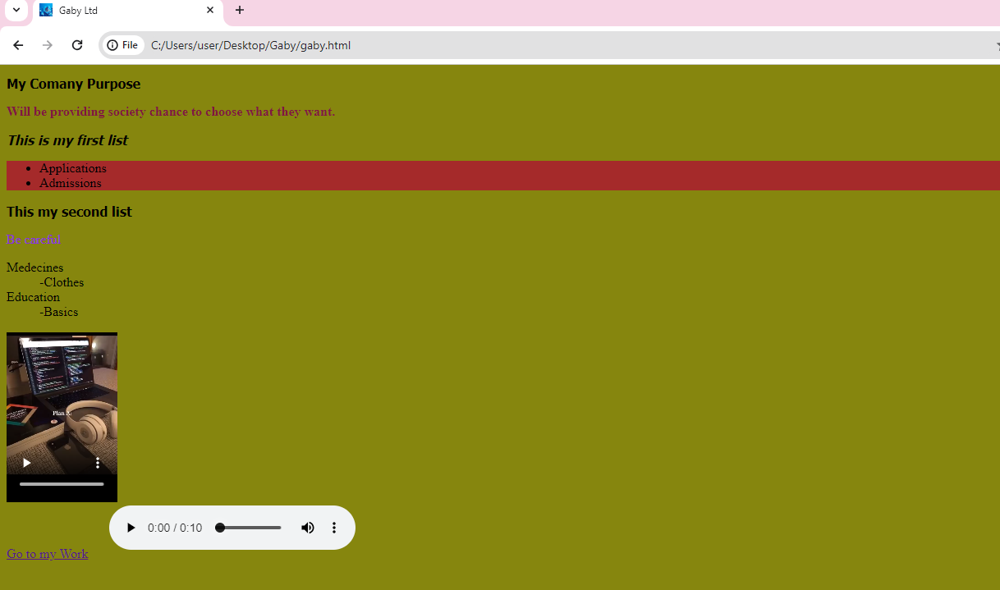 Gaby Ltd
File C:/Users/user/Desktop/Gaby/gaby.html
My Comany Purpose
Will be providing society chance to choose what they want.
This is my first list
Applications
Admissions
This my second list
Be careful
Medecines
-Clothes
Education
-Basics
Plan A:
0:00 / 0:10
Go to my Work